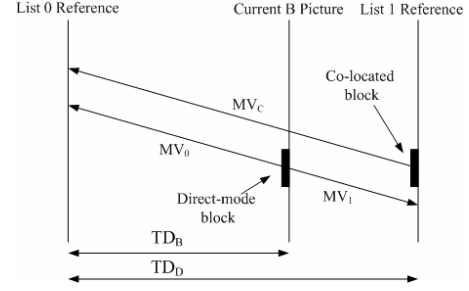 List 0 Reference
Current B Picture
List 1 Reference
Co-located
block
MVC
MV0
Direct-mode
block
MV1
TDB
TDD